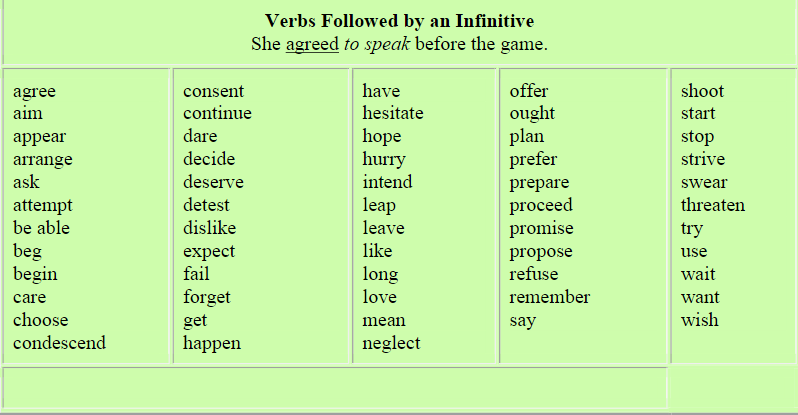 Verbs Followed by an Infinitive
She agreed to speak before the game.
agree
aim
appear
arrange
ask
attempt
be able
beg
begin
care
choose
condescend
consent
continue
dare
decide
deserve
detest
dislike
expect
fail
forget
get
happen
have
hesitate
hope
hurry
intend
leap
leave
like
long
love
mean
neglect
offer
ought
plan
prefer
prepare
proceed
promise
propose
refuse
remember
say
shoot
start
stop
strive
swear
threaten
try
use
wait
want
wish